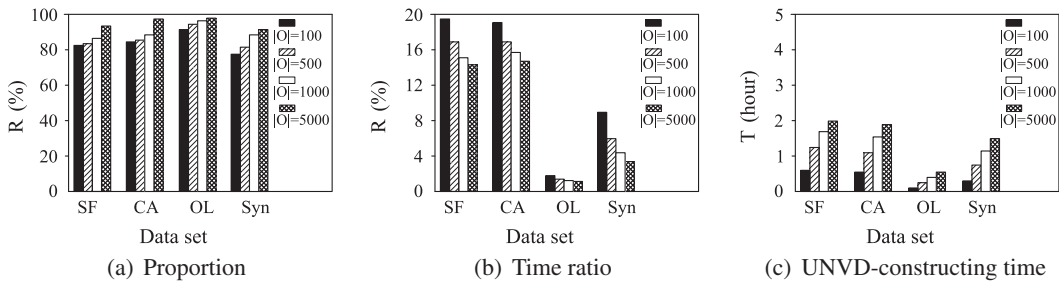 R (%)
100
80
60
40
20
0
SF CA OL Syn
Data set
|O|=100
|O|=500
|O|=1000
|O|=5000
(a) Proportion
R (%)
20
16
12
8
4
0
SF CA OL Syn
Data set
|O|=100
|O|=500
|O|=1000
|O|=5000
(b) Time ratio
T (hour)
5
4
3
2
1
0
SF CA OL Syn
Data set
|O|=100
|O|=500
|O|=1000
|O|=5000
(c) UNVD-constructing time